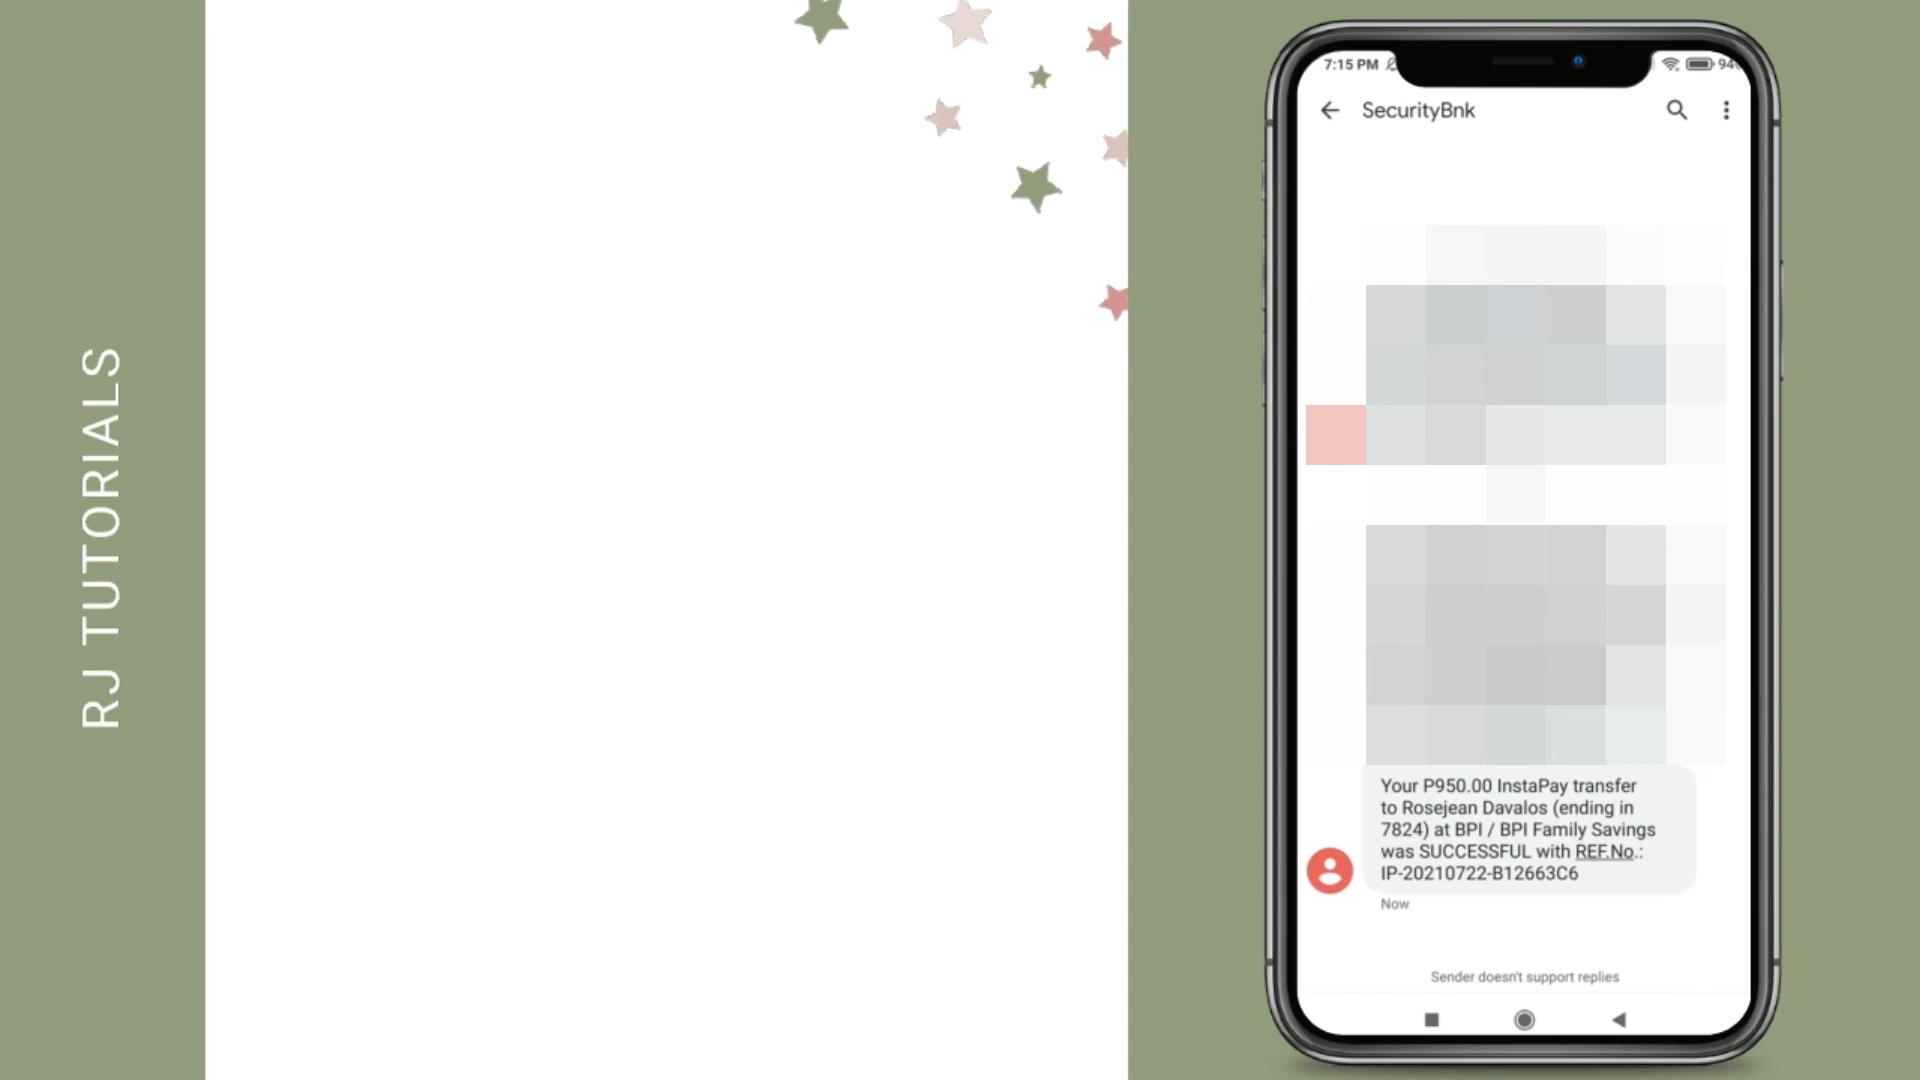 RJ TUTORIALS
7:15 PM
94
SecurityBnk
Your P950.00 InstaPay transfer
to Rosejean Davalos (ending in
7824) at BPI / BPI Family Savings
was SUCCESSFUL with REF.No.:
IP-20210722-B12663C6
Now
Sender doesn't support replies